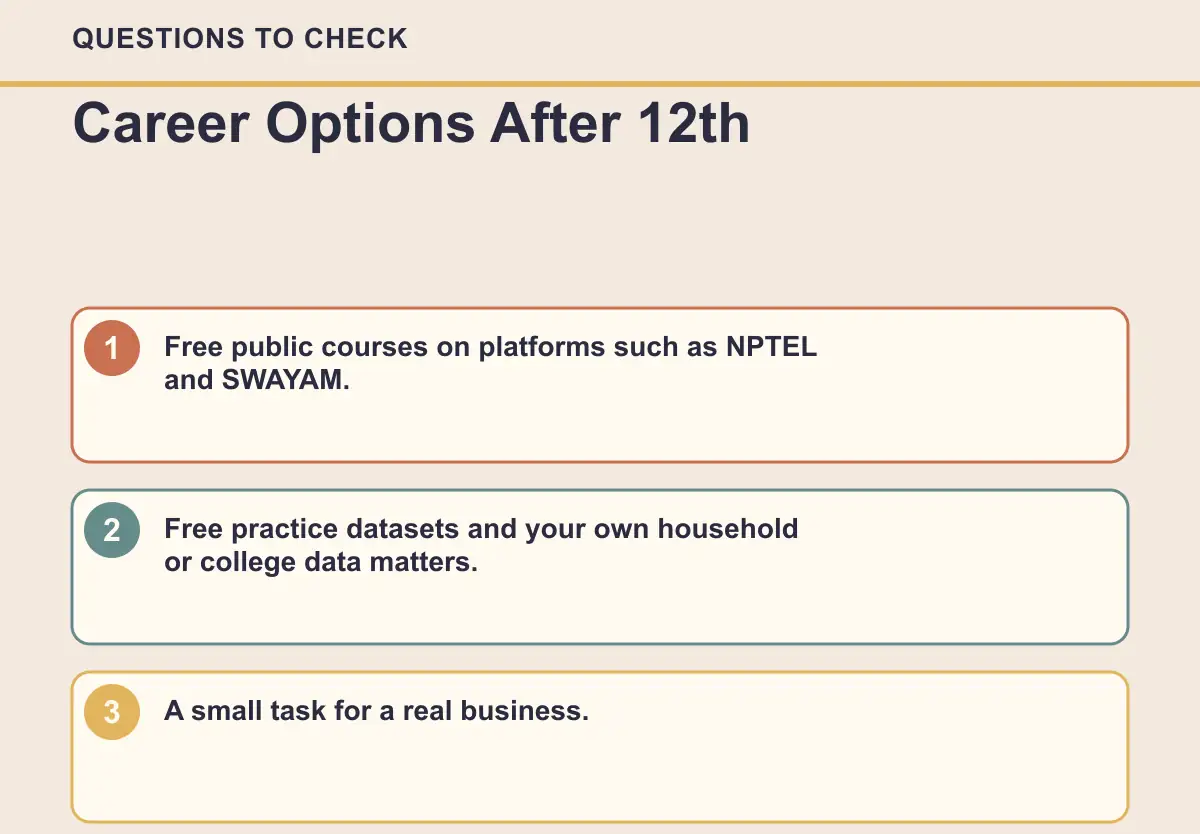 QUESTIONS TO CHECK
Career Options After 12th
1
Free public courses on platforms such as NPTEL
and SWAYAM.
2
Free practice datasets and your own household
or college data matters.
3
A small task for a real business.